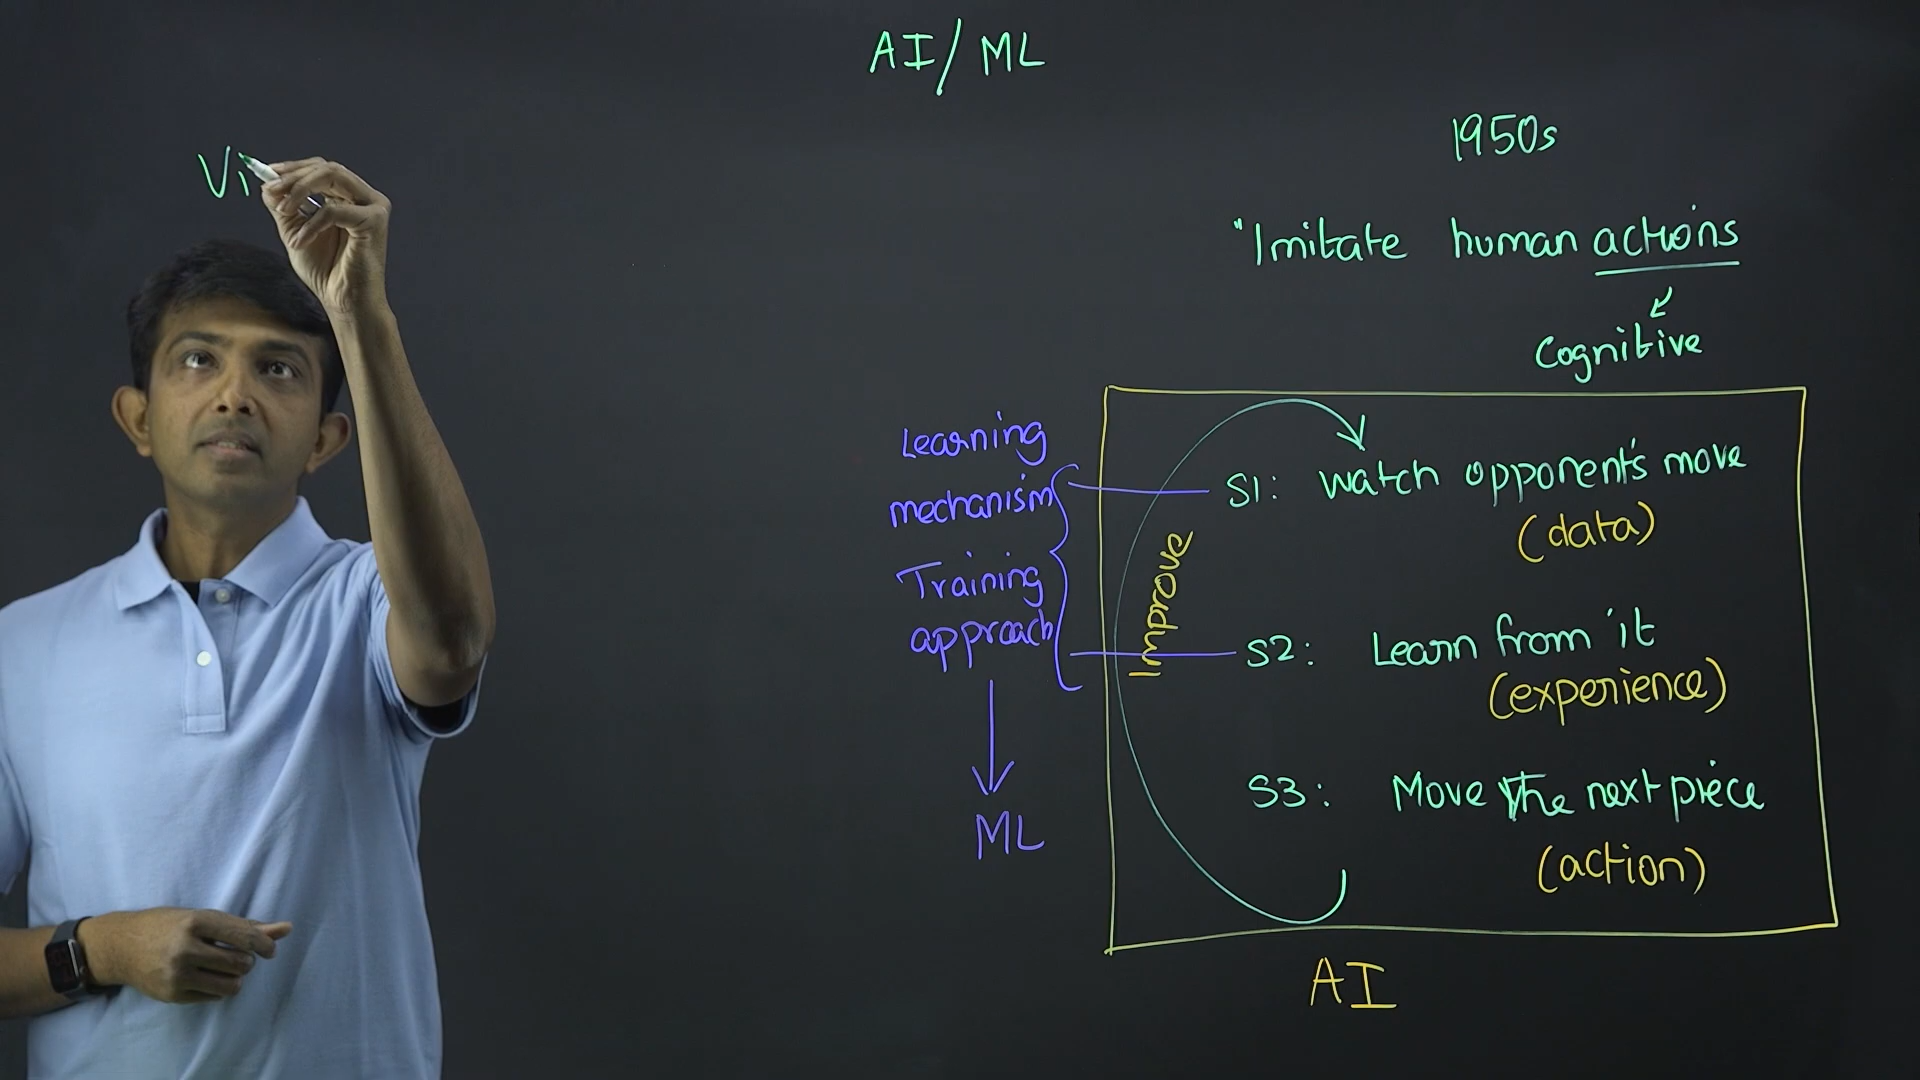 AI/ML
Vi
1950s
"Imitate human actions
Cognitive
Learning
mechanism
Training
approach
ML
Improve
S1: watch opponent's move
(data)
S2: Learn from it
(experience)
S3: Move the next piece
(action)
AI